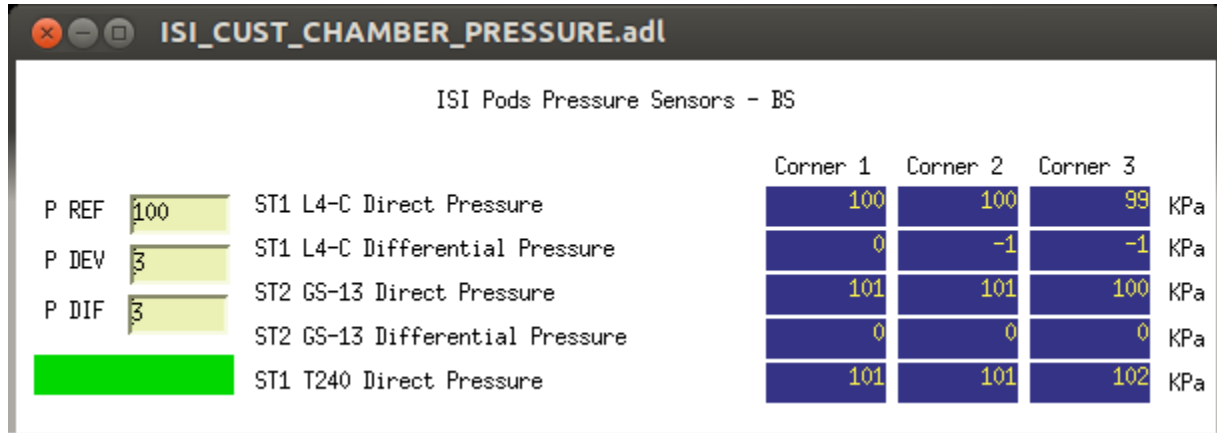 ISI_CUST_CHAMBER_PRESSURE.adl
ISI Pods Pressure Sensors - BS
Corner 1 Corner 2 Corner 3
P REF 100 ST1 L4-C Direct Pressure 100 100 99 KPa
P DEV 3 ST1 L4-C Differential Pressure 0 -1 -1 KPa
ST2 GS-13 Direct Pressure 101 101 100 KPa
P DIF 3 ST2 GS-13 Differential Pressure 0 0 0 KPa
ST1 T240 Direct Pressure 101 101 102 KPa